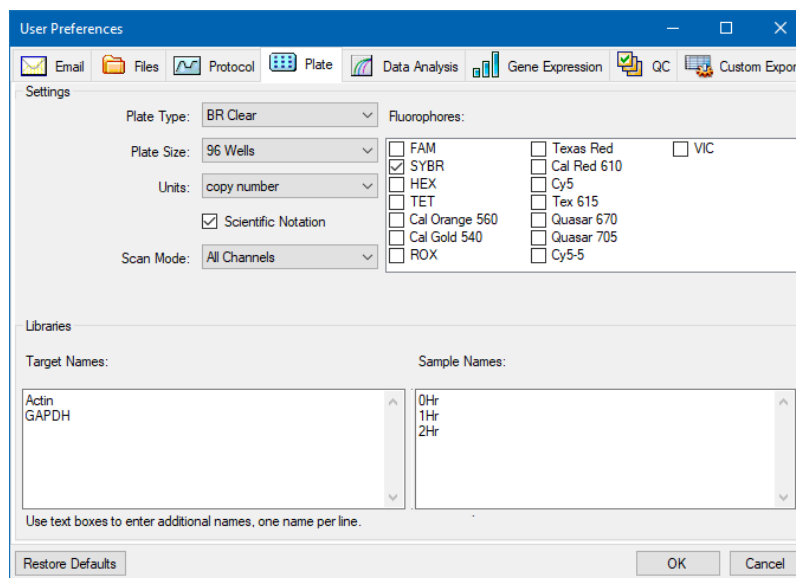 User Preferences
Email Files Protocol Plate Data Analysis Gene Expression QC Custom Expor
Settings
Plate Type: BR Clear
Plate Size: 96 Wells
Units: copy number
Scientific Notation
Scan Mode: All Channels
Fluorophores:
FAM Texas Red VIC
SYBR Cal Red 610
HEX Cy5
TET Tex 615
Cal Orange 560 Quasar 670
Cal Gold 540 Quasar 705
ROX Cy5-5
Libraries
Target Names:
Actin
GAPDH
Sample Names:
0Hr
1Hr
2Hr
Use text boxes to enter additional names, one name per line.
Restore Defaults OK Cancel